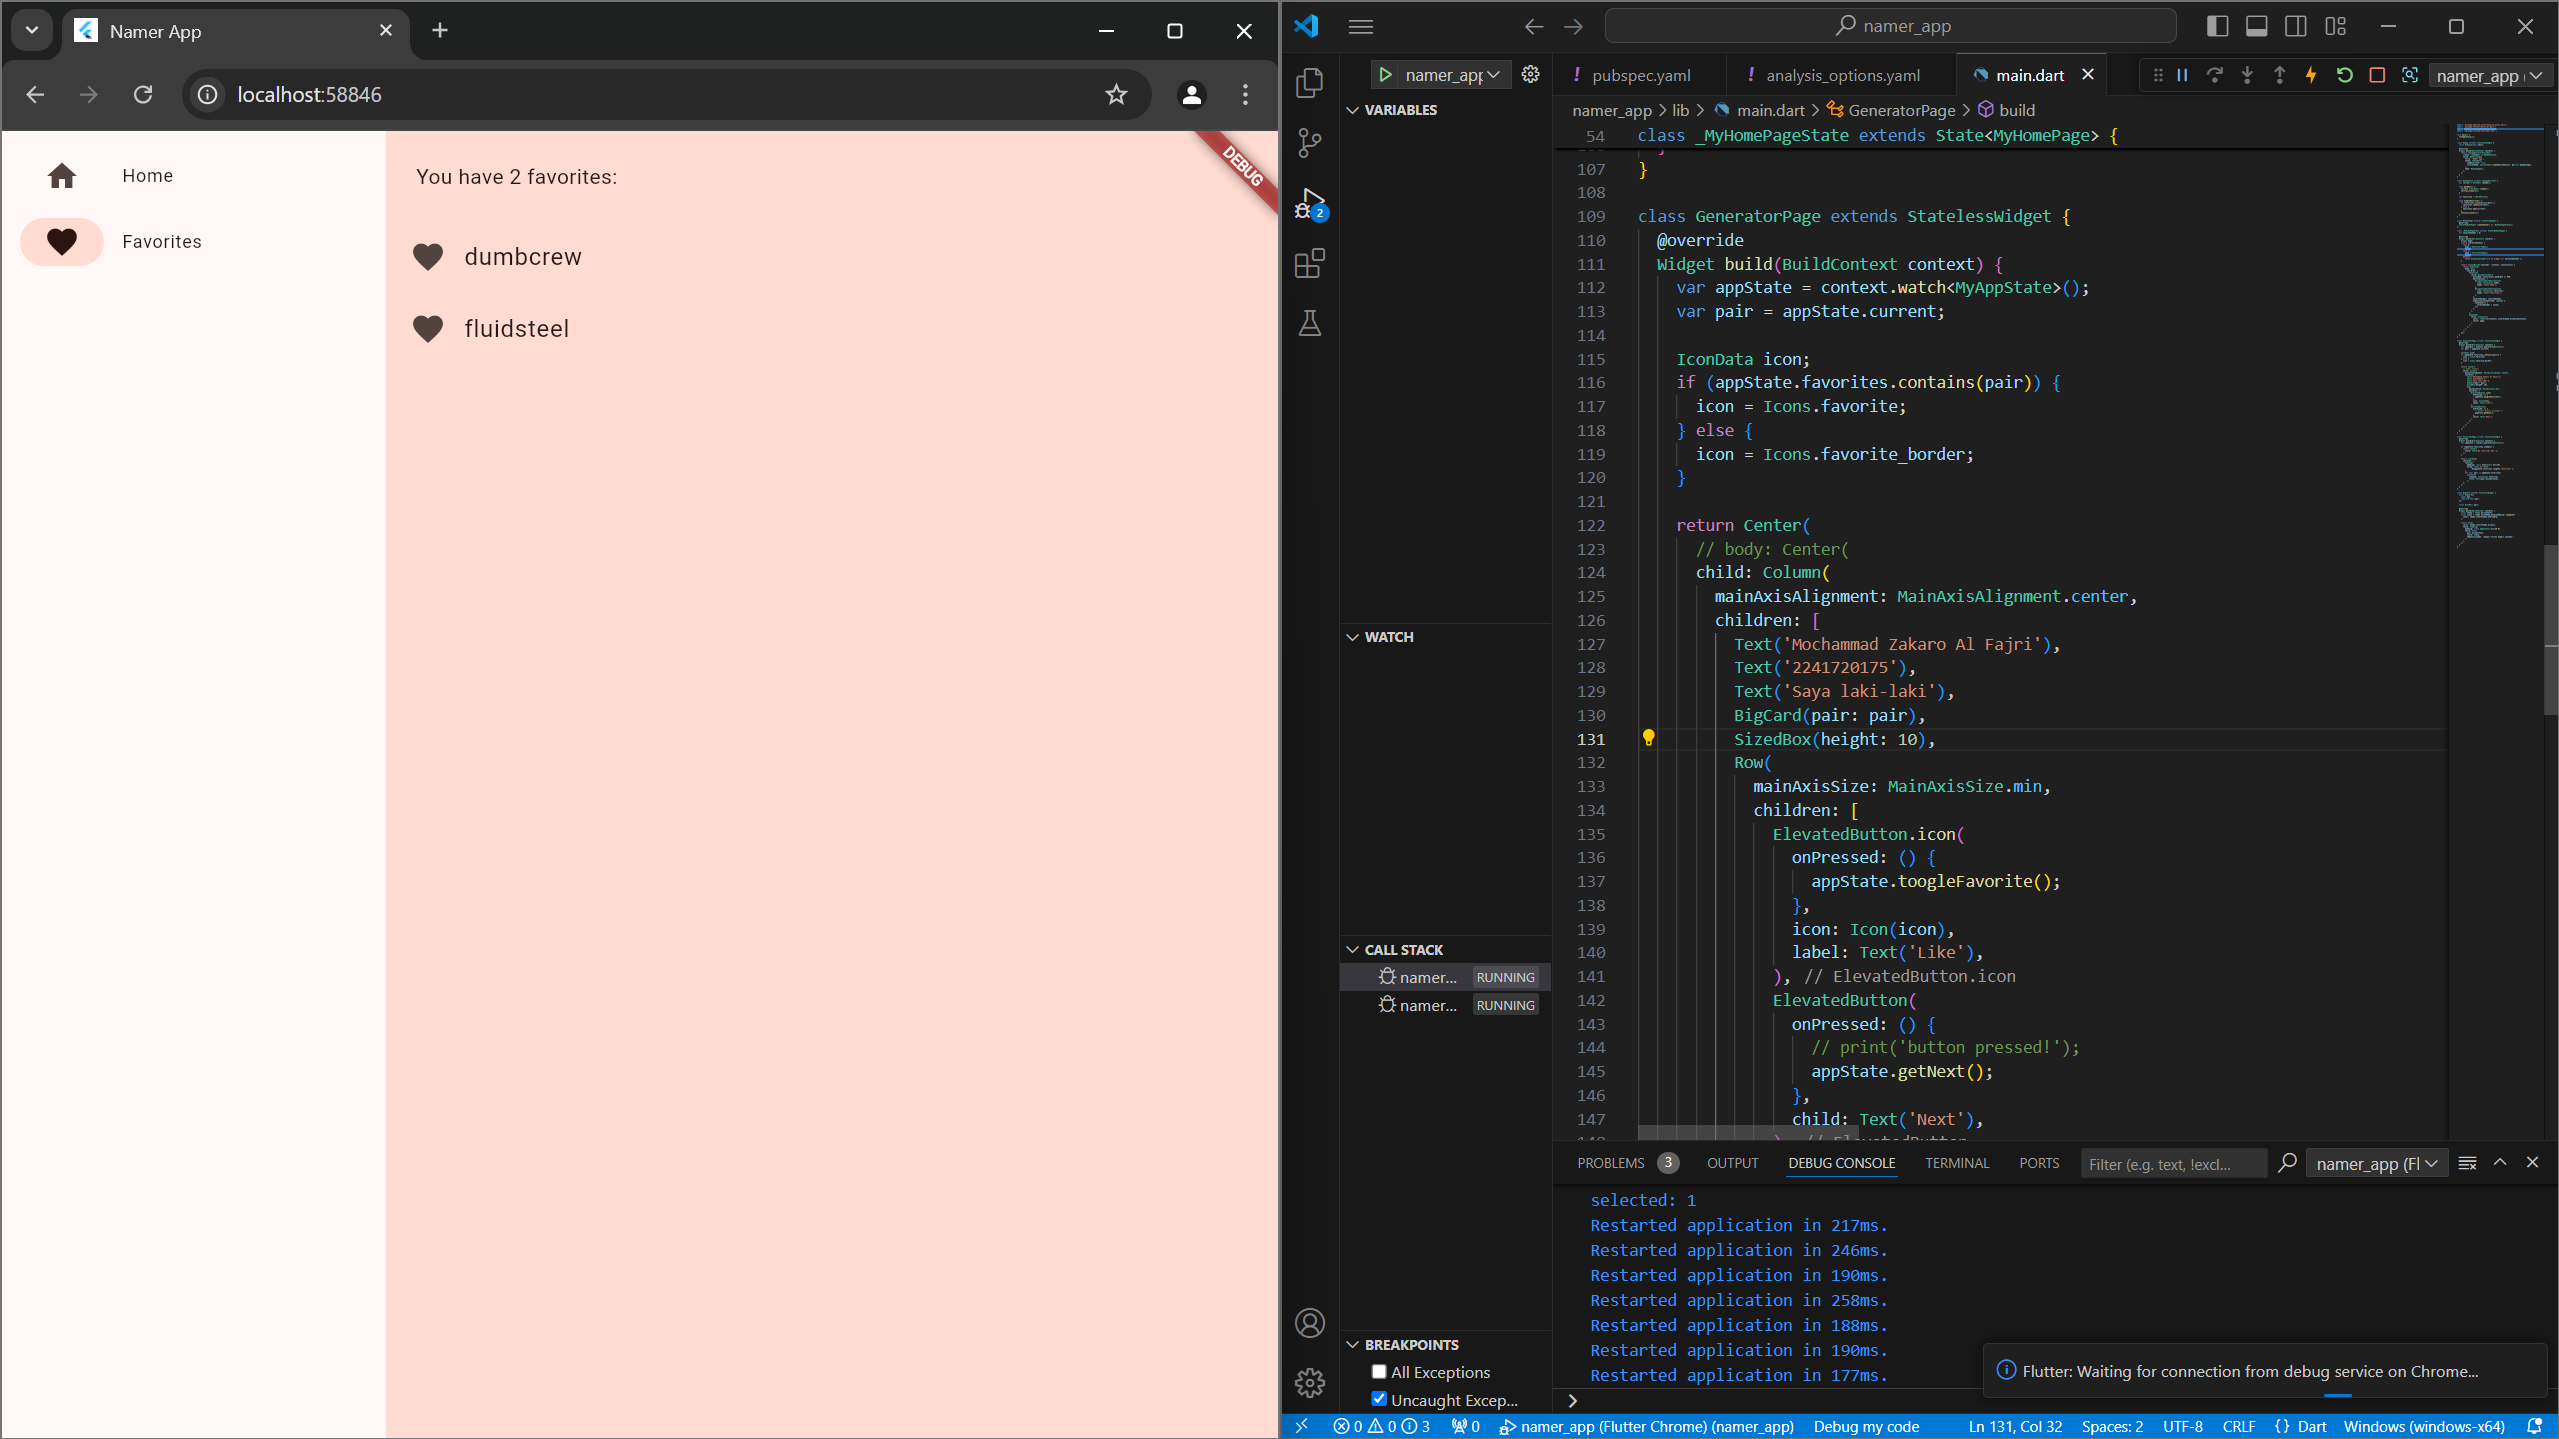 Namer App
localhost:58846
Home
Favorites
You have 2 favorites:
DEBUG
dumbcrew
fluidsteel
namer_app
namer_app
VARIABLES
WATCH
CALL STACK
namer... RUNNING
namer... RUNNING
BREAKPOINTS
All Exceptions
Uncaught Excep...
2
! pubspec.yaml
! analysis_options.yaml
main.dart
namer_app
namer_app > lib > main.dart > GeneratorPage > build
54 class _MyHomePageState extends State<MyHomePage> {
107 }
108
109 class GeneratorPage extends StatelessWidget {
110 @override
111 Widget build(BuildContext context) {
112 var appState = context.watch<MyAppState>();
113 var pair = appState.current;
114
115 IconData icon;
116 if (appState.favorites.contains(pair)) {
117 icon = Icons.favorite;
118 } else {
119 icon = Icons.favorite_border;
120 }
121
122 return Center(
123 // body: Center(
124 child: Column(
125 mainAxisAlignment: MainAxisAlignment.center,
126 children: [
127 Text('Mochammad Zakaro Al Fajri'),
128 Text('2241720175'),
129 Text('Saya laki-laki'),
130 BigCard(pair: pair),
131 SizedBox(height: 10),
132 Row(
133 mainAxisSize: MainAxisSize.min,
134 children: [
135 ElevatedButton.icon(
136 onPressed: () {
137 appState.toogleFavorite();
138 },
139 icon: Icon(icon),
140 label: Text('Like'),
141 ), // ElevatedButton.icon
142 ElevatedButton(
143 onPressed: () {
144 // print('button pressed!');
145 appState.getNext();
146 },
147 child: Text('Next'),
PROBLEMS 3 OUTPUT DEBUG CONSOLE TERMINAL PORTS Filter (e.g. text, !excl... namer_app (Fl
selected: 1
Restarted application in 217ms.
Restarted application in 246ms.
Restarted application in 190ms.
Restarted application in 258ms.
Restarted application in 188ms.
Restarted application in 190ms.
Restarted application in 177ms.
Flutter: Waiting for connection from debug service on Chrome...
0 0 3 0 namer_app (Flutter Chrome) (namer_app) Debug my code Ln 131, Col 32 Spaces: 2 UTF-8 CRLF {} Dart Windows (windows-x64)